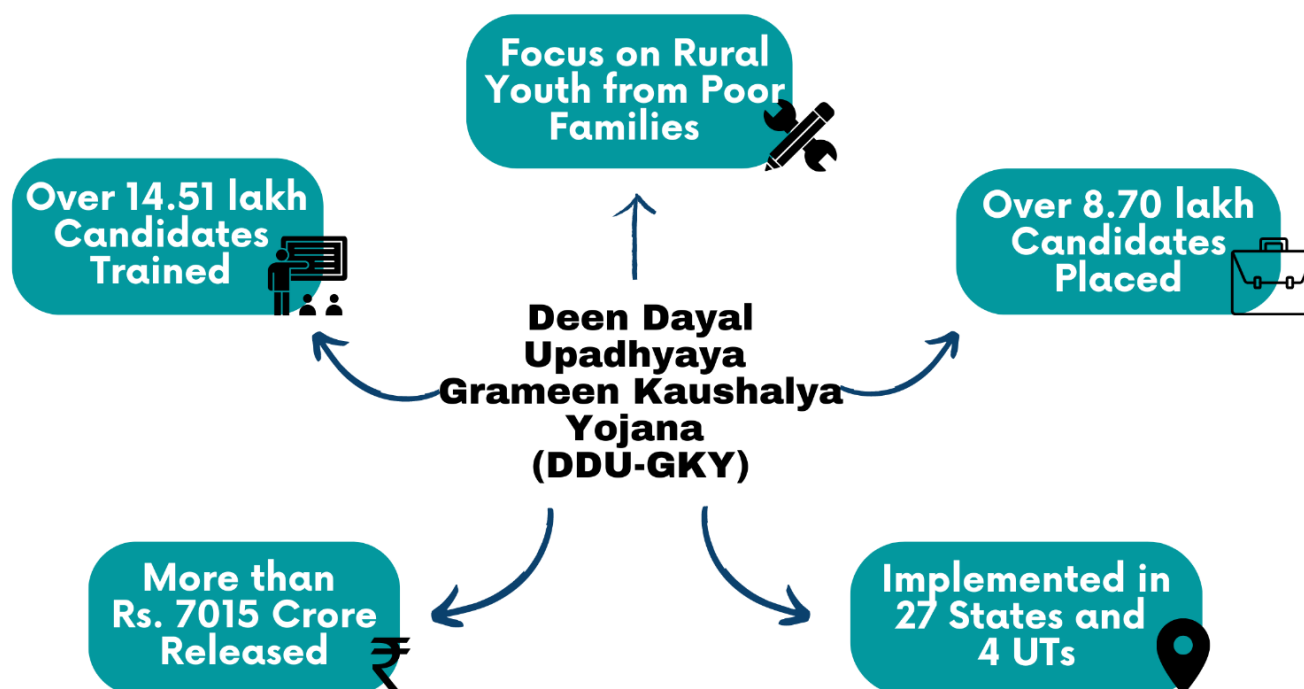 Focus on Rural
Youth from Poor
Families
Over 14.51 lakh
Candidates
Trained
Over 8.70 lakh
Candidates
Placed
Deen Dayal
Upadhyaya
Grameen Kaushalya
Yojana
(DDU-GKY)
More than
Rs. 7015 Crore
Released
₹
Implemented in
27 States and
4 UTs